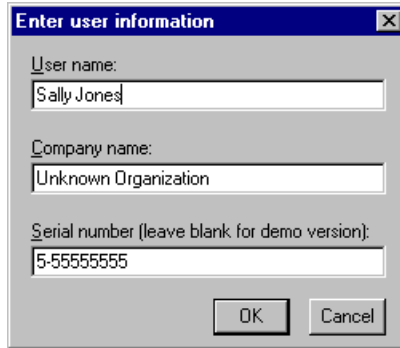 Enter user information
User name:
Sally Jones
Company name:
Unknown Organization
Serial number (leave blank for demo version):
5-55555555
OK Cancel